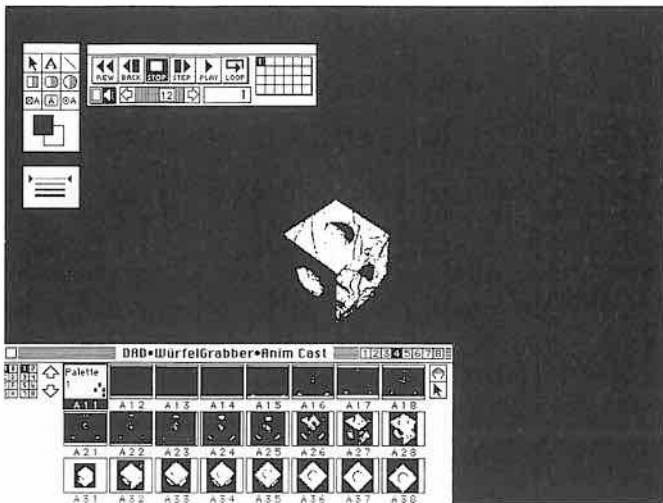 A
REW BACK STOP STEP PLAY LOOP
1
12 1
A A A
DAD•WürfelGrabber•Anim Cast 1 2 3 4 5 6 7 8
Palette
1
A11 A12 A13 A14 A15 A16 A17 A18
A21 A22 A23 A24 A25 A26 A27 A28
A31 A32 A33 A34 A35 A36 A37 A38